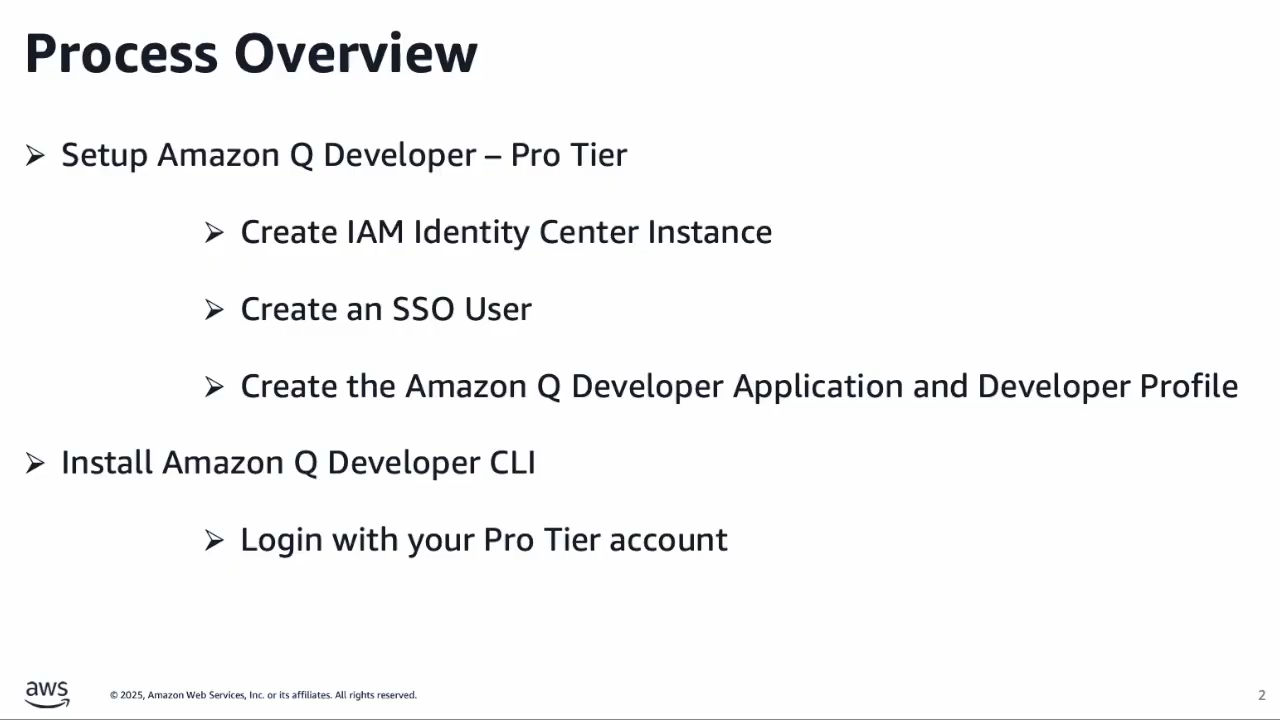 Process Overview
➢ Setup Amazon Q Developer – Pro Tier
➢ Create IAM Identity Center Instance
➢ Create an SSO User
➢ Create the Amazon Q Developer Application and Developer Profile
➢ Install Amazon Q Developer CLI
➢ Login with your Pro Tier account
aws
© 2025, Amazon Web Services, Inc. or its affiliates. All rights reserved.
2